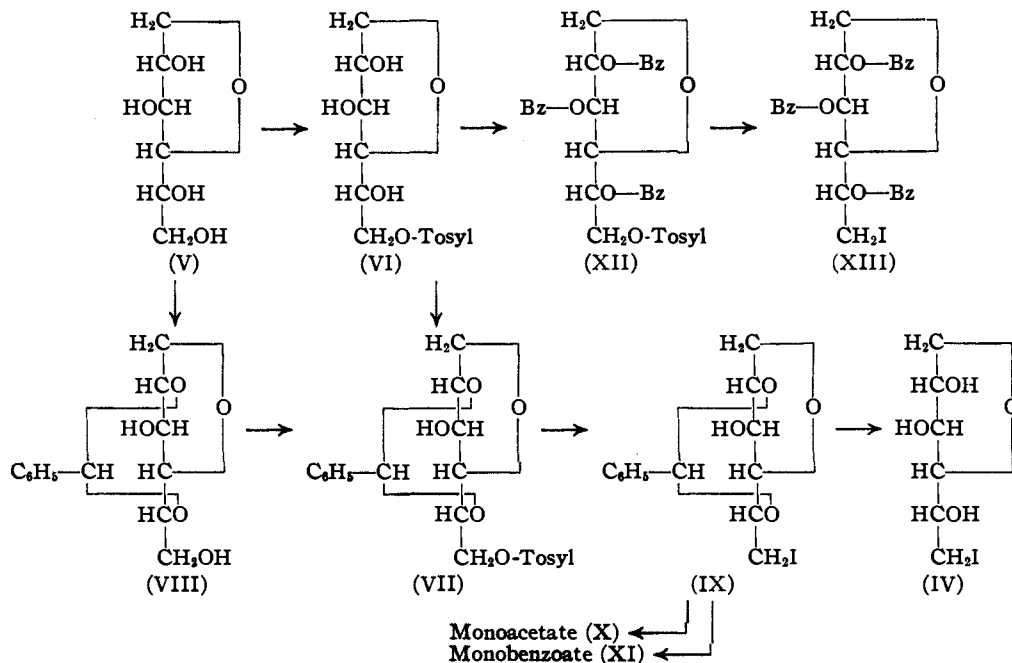 H₂C H₂C H₂C H₂C
HCOH HCOH HCO—Bz HCO—Bz
O O O O
HOCH HOCH Bz—OCH Bz—OCH
HC HC HC HC
HCOH HCOH HCO—Bz HCO—Bz
CH₂OH CH₂O-Tosyl CH₂O-Tosyl CH₂I
(V) (VI) (XII) (XIII)
H₂C H₂C H₂C H₂C
HCO HCO HCO HCOH
O O O O
HOCH HOCH HOCH HOCH
C₆H₅—CH HC C₆H₅—CH HC C₆H₅—CH HC HC
HCO HCO HCO HCOH
CH₂OH CH₂O-Tosyl CH₂I CH₂I
(VIII) (VII) (IX) (IV)
Monoacetate (X)
Monobenzoate (XI)